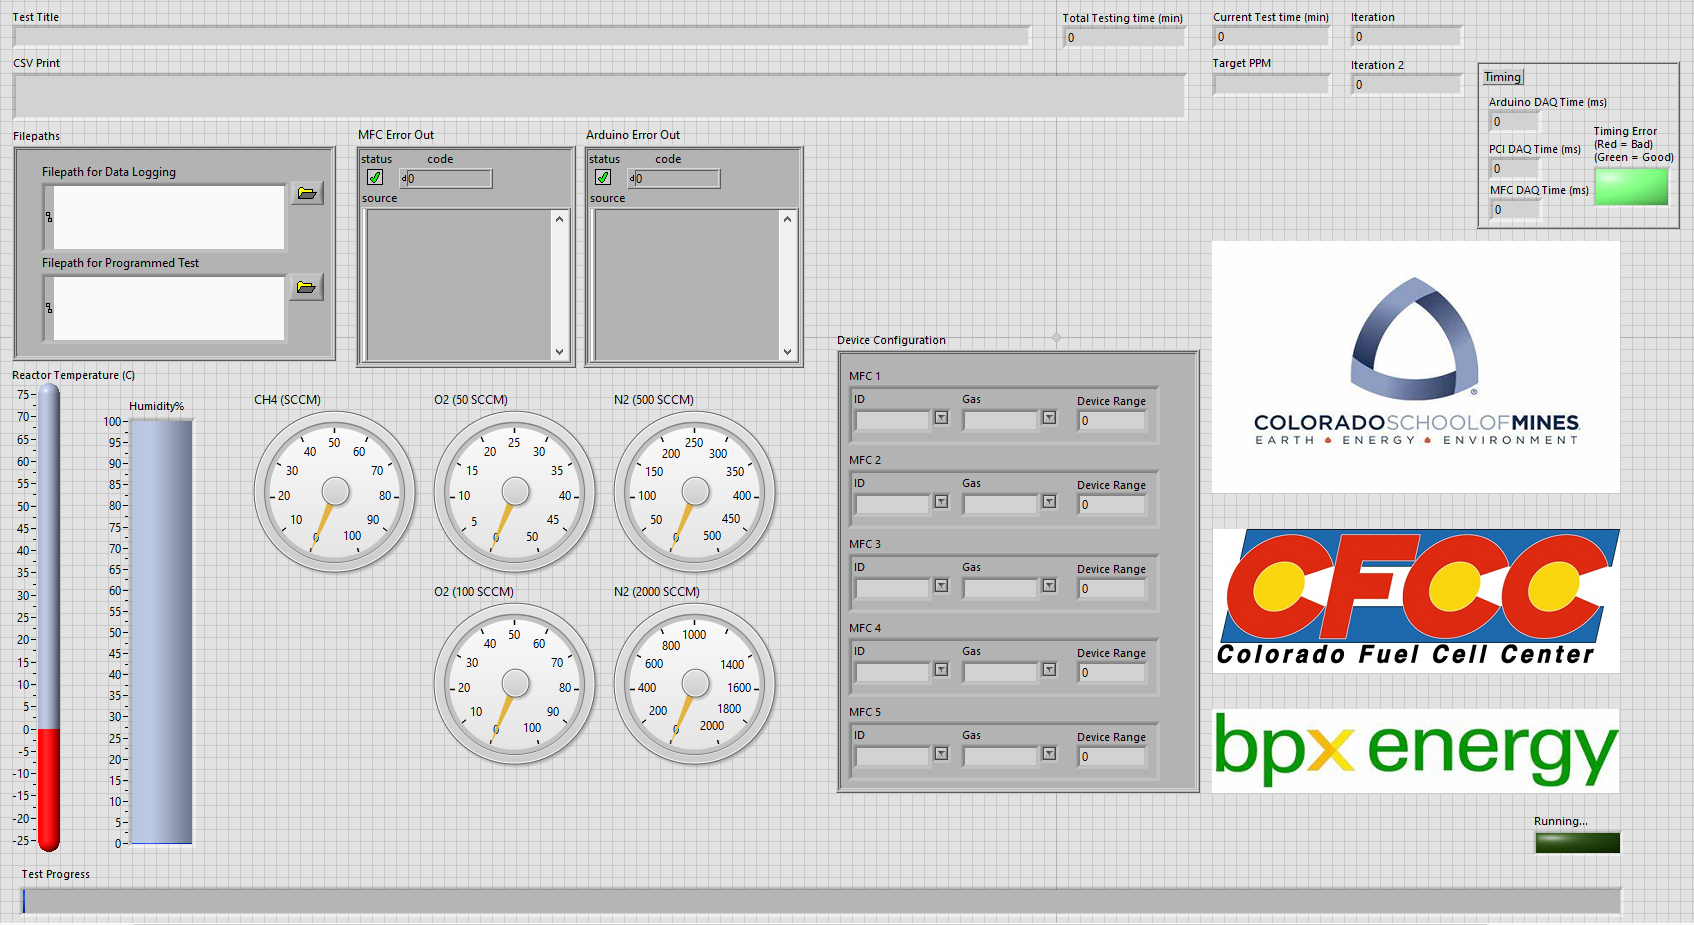 Test Title
Total Testing time (min)
0
Current Test time (min)
0
Iteration
0
CSV Print
Target PPM
Iteration 2
0
Timing
Arduino DAQ Time (ms)
0
PCI DAQ Time (ms)
0
MFC DAQ Time (ms)
0
Timing Error
(Red = Bad)
(Green = Good)
Filepaths
Filepath for Data Logging
Filepath for Programmed Test
MFC Error Out
status code
d0
source
Arduino Error Out
status code
d0
source
Reactor Temperature (C)
75
70
65
60
55
50
45
40
35
30
25
20
15
10
5
0
-5
-10
-15
-20
-25
Humidity%
100
95
90
85
80
75
70
65
60
55
50
45
40
35
30
25
20
15
10
5
0
CH4 (SCCM)
0 10 20 30 40 50 60 70 80 90 100
O2 (50 SCCM)
0 5 10 15 20 25 30 35 40 45 50
N2 (500 SCCM)
0 50 100 150 200 250 300 350 400 450 500
O2 (100 SCCM)
0 10 20 30 40 50 60 70 80 90 100
N2 (2000 SCCM)
0 200 400 600 800 1000 1400 1600 1800 2000
Device Configuration
MFC 1
ID Gas Device Range
0
MFC 2
ID Gas Device Range
0
MFC 3
ID Gas Device Range
0
MFC 4
ID Gas Device Range
0
MFC 5
ID Gas Device Range
0
®
COLORADOSCHOOLOFMINES
EARTH • ENERGY • ENVIRONMENT
CFCC
Colorado Fuel Cell Center
bpx energy
Running...
Test Progress